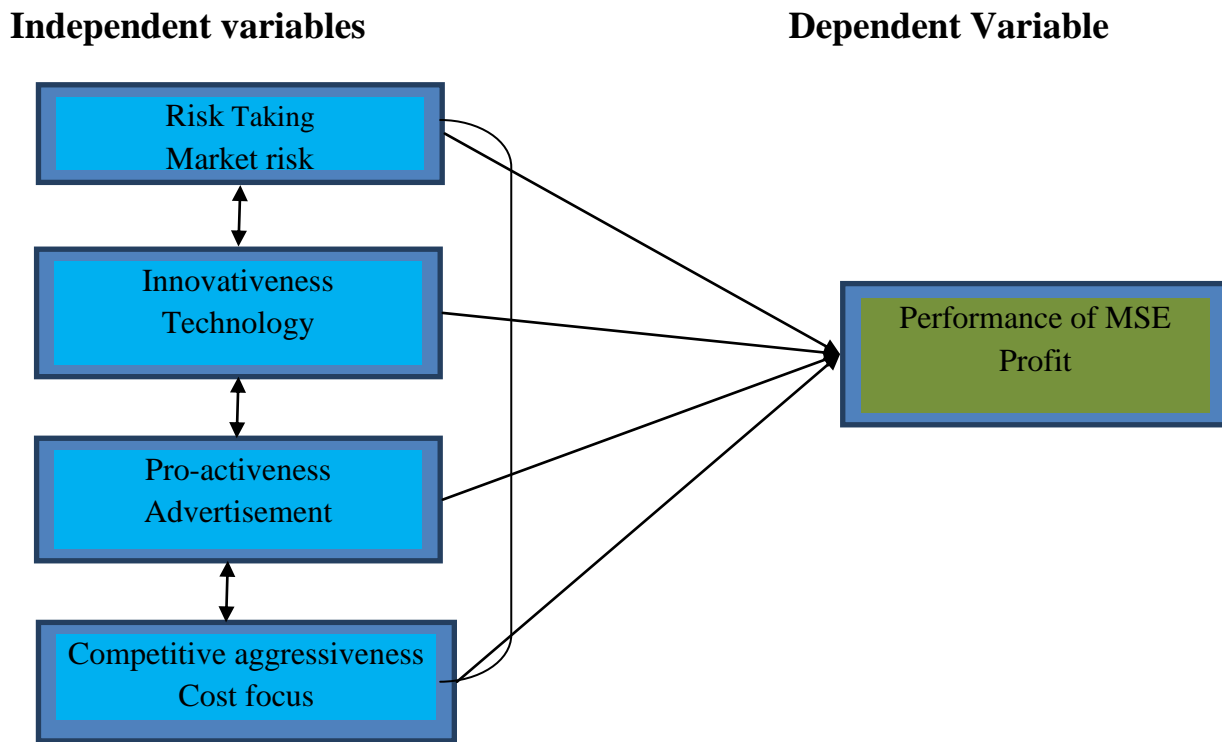 Independent variables
Dependent Variable
Risk Taking
Market risk
Innovativeness
Technology
Performance of MSE
Profit
Pro-activeness
Advertisement
Competitive aggressiveness
Cost focus